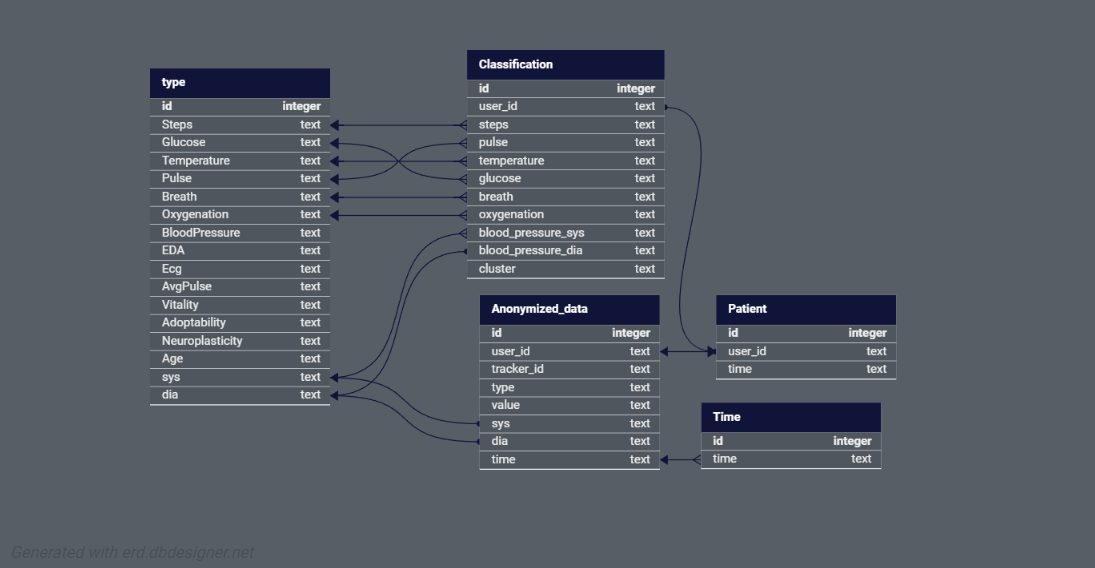 type
id integer
Steps text
Glucose text
Temperature text
Pulse text
Breath text
Oxygenation text
BloodPressure text
EDA text
Ecg text
AvgPulse text
Vitality text
Adoptability text
Neuroplasticity text
Age text
sys text
dia text
Classification
id integer
user_id text
steps text
pulse text
temperature text
glucose text
breath text
oxygenation text
blood_pressure_sys text
blood_pressure_dia text
cluster text
Anonymized_data
id integer
user_id text
tracker_id text
type text
value text
sys text
dia text
time text
Patient
id integer
user_id text
time text
Time
id integer
time text
Generated with erd.dbdesigner.net